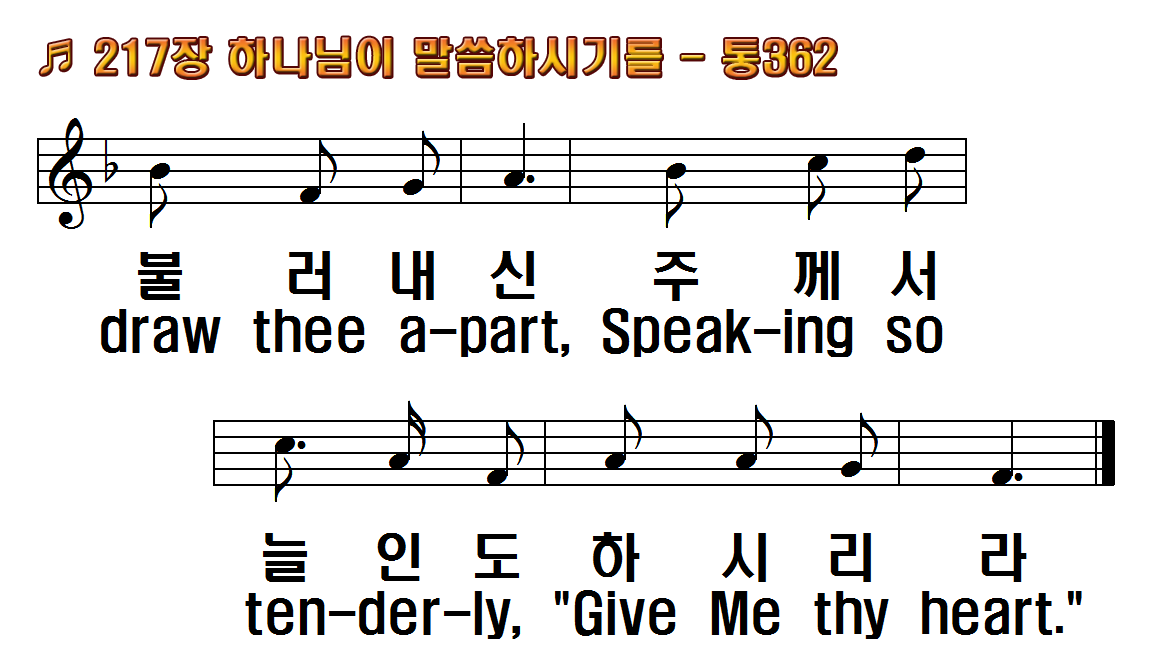 ♬ 217장 하나님이 말씀하시기를 - 통362
불 러 내 신 주 께 서
draw thee a-part, Speak-ing so
늘 인 도 하 시 리 라
ten-der-ly, "Give Me thy heart."